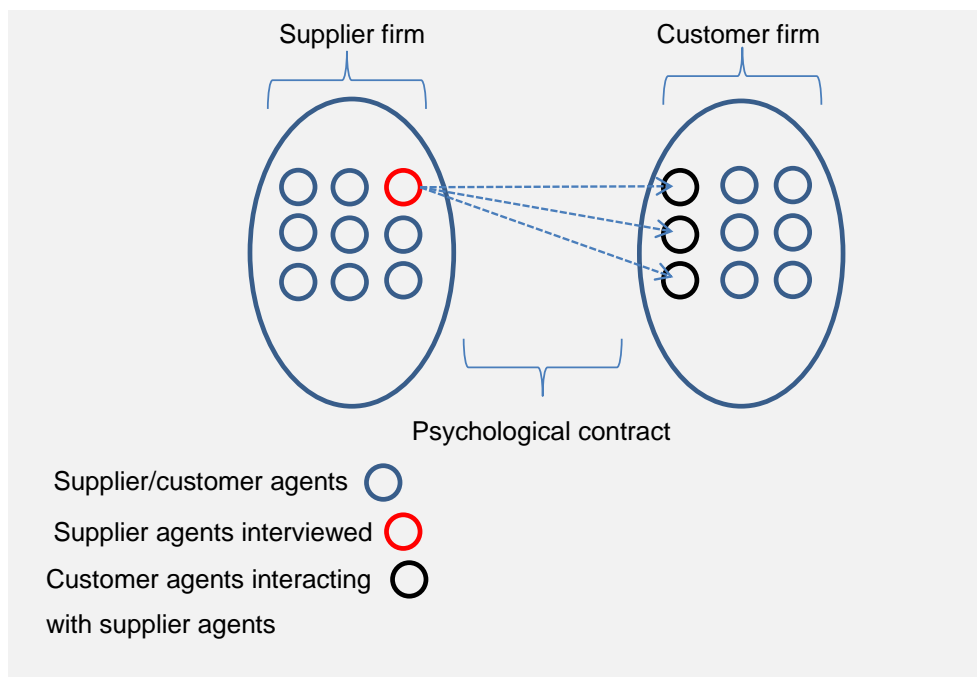 Supplier firm
Customer firm
Psychological contract
Supplier/customer agents
Supplier agents interviewed
Customer agents interacting
with supplier agents